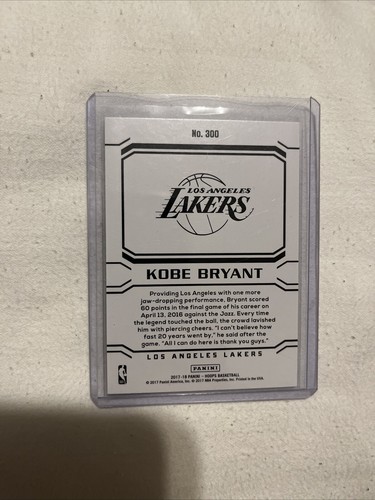 No. 300
LOS ANGELES
LAKERS
KOBE BRYANT
Providing Los Angeles with one more
jaw-dropping performance, Bryant scored
60 points in the final game of his career on
April 13, 2016 against the Jazz. Every time
the legend touched the ball, the crowd lavished
him with piercing cheers. "I can't believe how
fast 20 years went by," he said after the
game. "All I can do here is thank you guys."
LOS ANGELES LAKERS
PANINI
2017-18 PANINI - HOOPS BASKETBALL
© 2017 Panini America, Inc. © 2017 NBA Properties, Inc. Printed in the USA.